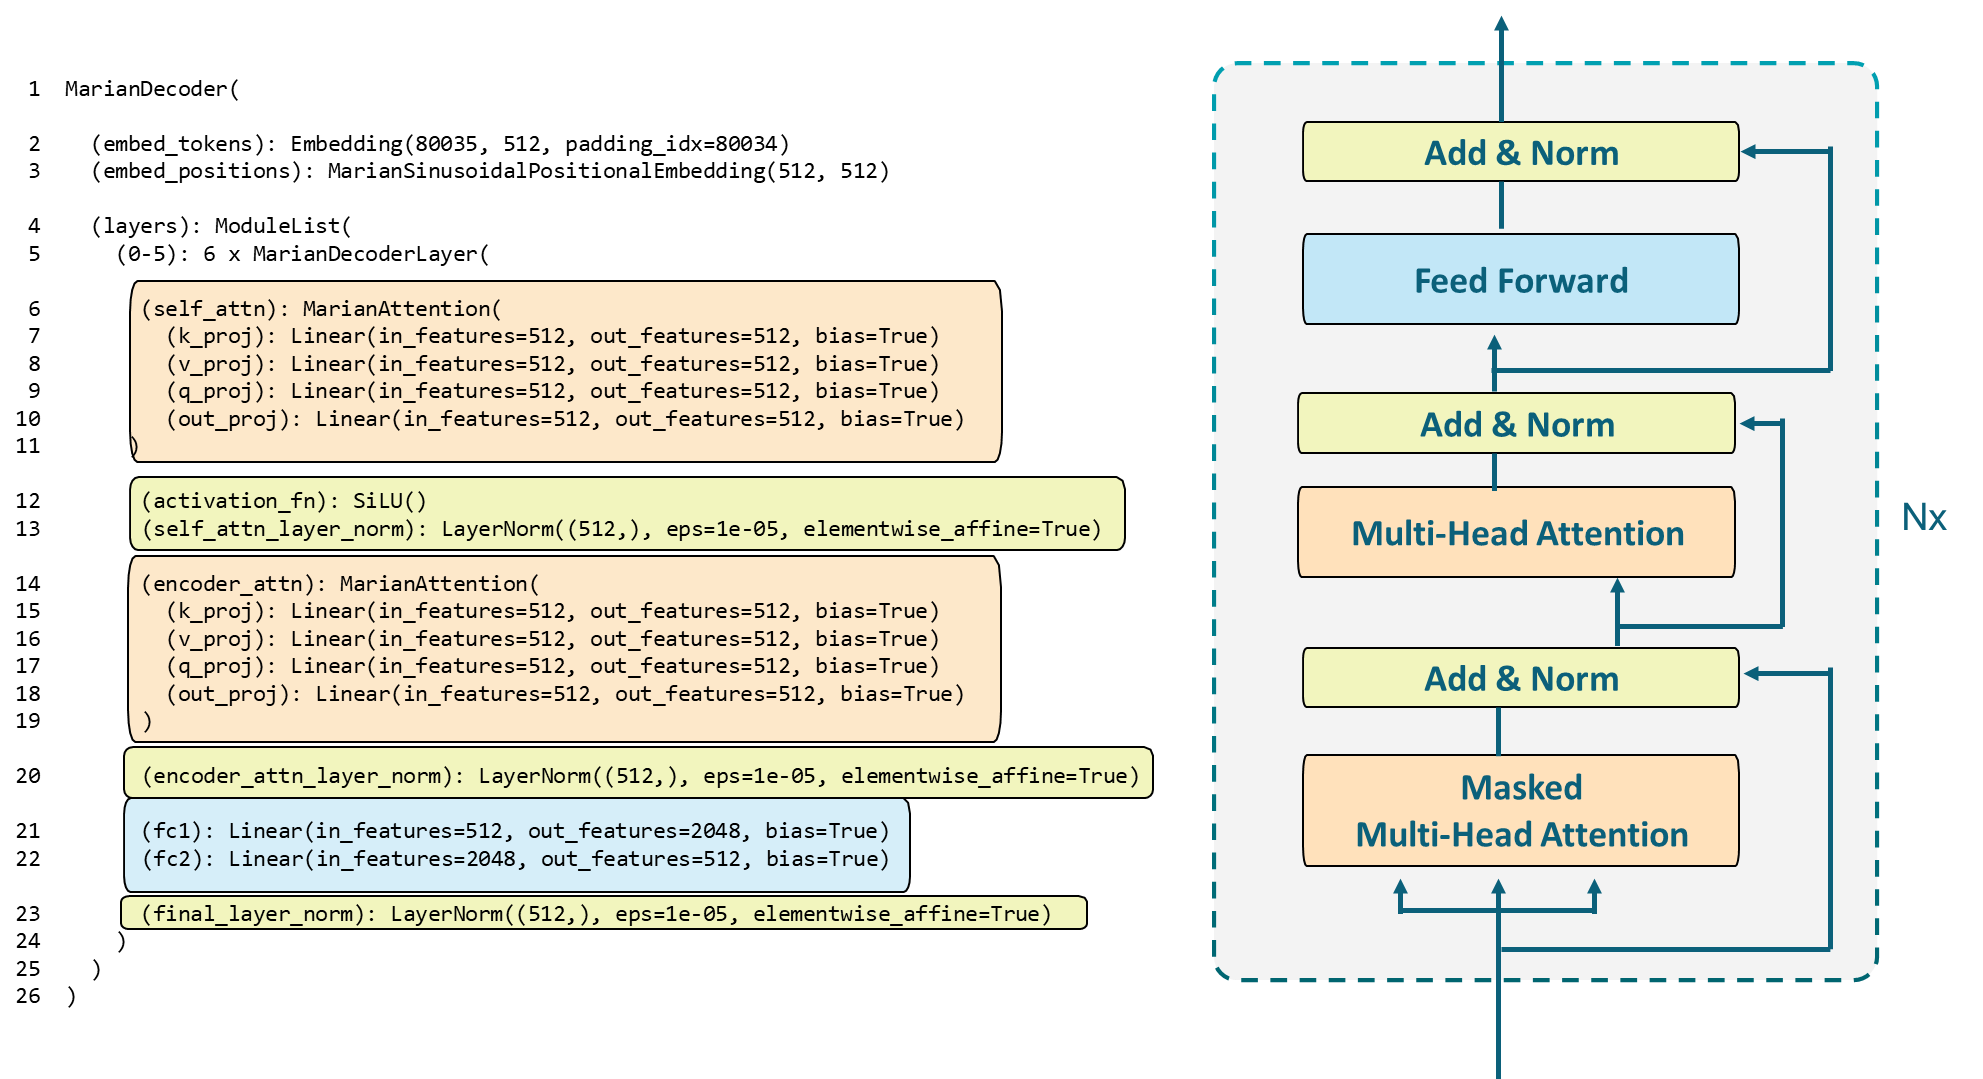 1 MarianDecoder(
2 (embed_tokens): Embedding(80035, 512, padding_idx=80034)
3 (embed_positions): MarianSinusoidalPositionalEmbedding(512, 512)
4 (layers): ModuleList(
5 (0-5): 6 x MarianDecoderLayer(
6 (self_attn): MarianAttention(
7 (k_proj): Linear(in_features=512, out_features=512, bias=True)
8 (v_proj): Linear(in_features=512, out_features=512, bias=True)
9 (q_proj): Linear(in_features=512, out_features=512, bias=True)
10 (out_proj): Linear(in_features=512, out_features=512, bias=True)
11 )
12 (activation_fn): SiLU()
13 (self_attn_layer_norm): LayerNorm((512,), eps=1e-05, elementwise_affine=True)
14 (encoder_attn): MarianAttention(
15 (k_proj): Linear(in_features=512, out_features=512, bias=True)
16 (v_proj): Linear(in_features=512, out_features=512, bias=True)
17 (q_proj): Linear(in_features=512, out_features=512, bias=True)
18 (out_proj): Linear(in_features=512, out_features=512, bias=True)
19 )
20 (encoder_attn_layer_norm): LayerNorm((512,), eps=1e-05, elementwise_affine=True)
21 (fc1): Linear(in_features=512, out_features=2048, bias=True)
22 (fc2): Linear(in_features=2048, out_features=512, bias=True)
23 (final_layer_norm): LayerNorm((512,), eps=1e-05, elementwise_affine=True)
24 )
25 )
26 )
Add & Norm
Feed Forward
Add & Norm
Multi-Head Attention
Nx
Add & Norm
Masked
Multi-Head Attention